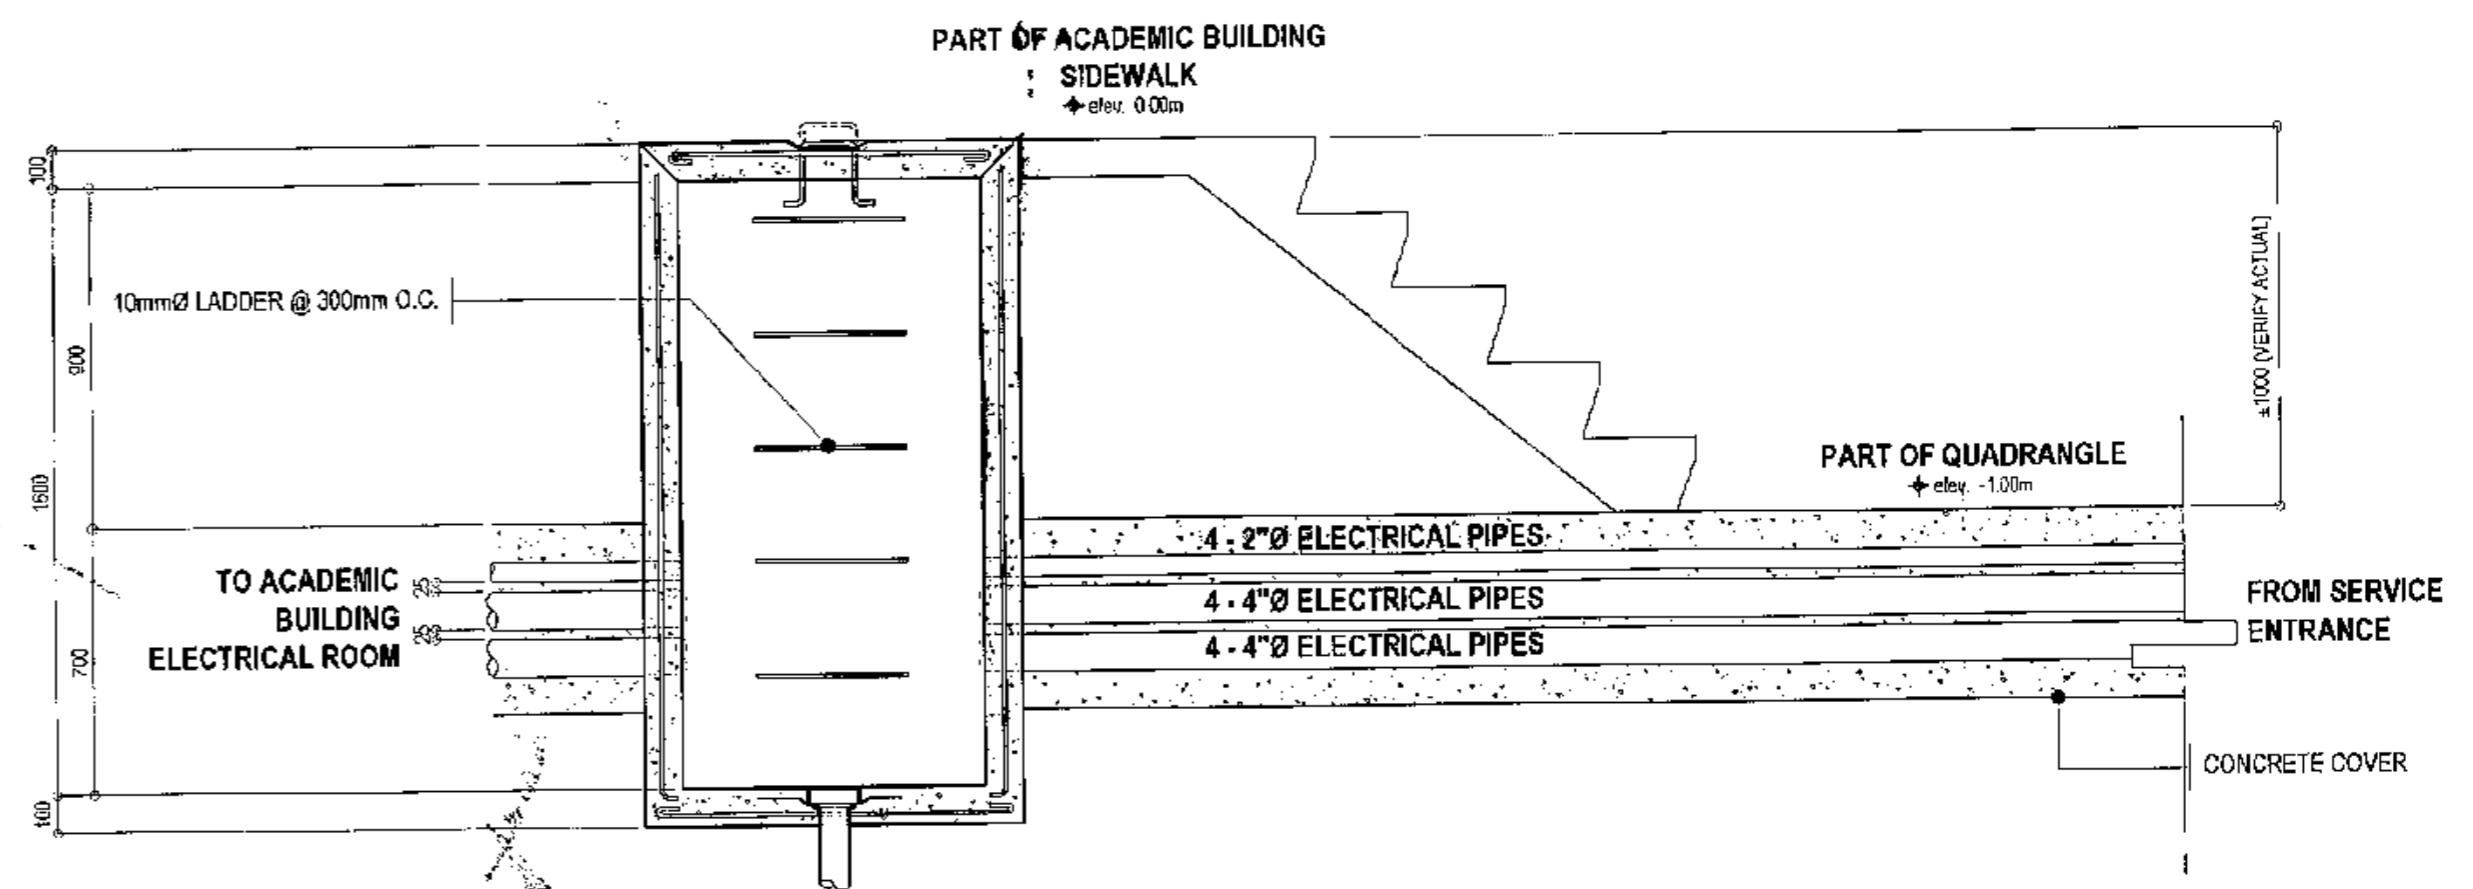 PART OF ACADEMIC BUILDING
SIDEWALK
elev. 0.00m
100
10mmØ LADDER @ 300mm O.C.
900
1600
±1000 (VERIFY ACTUAL)
PART OF QUADRANGLE
elev. -1.00m
4 - 2"Ø ELECTRICAL PIPES
TO ACADEMIC
BUILDING
ELECTRICAL ROOM
25
25
4 - 4"Ø ELECTRICAL PIPES
4 - 4"Ø ELECTRICAL PIPES
FROM SERVICE
ENTRANCE
700
CONCRETE COVER
100